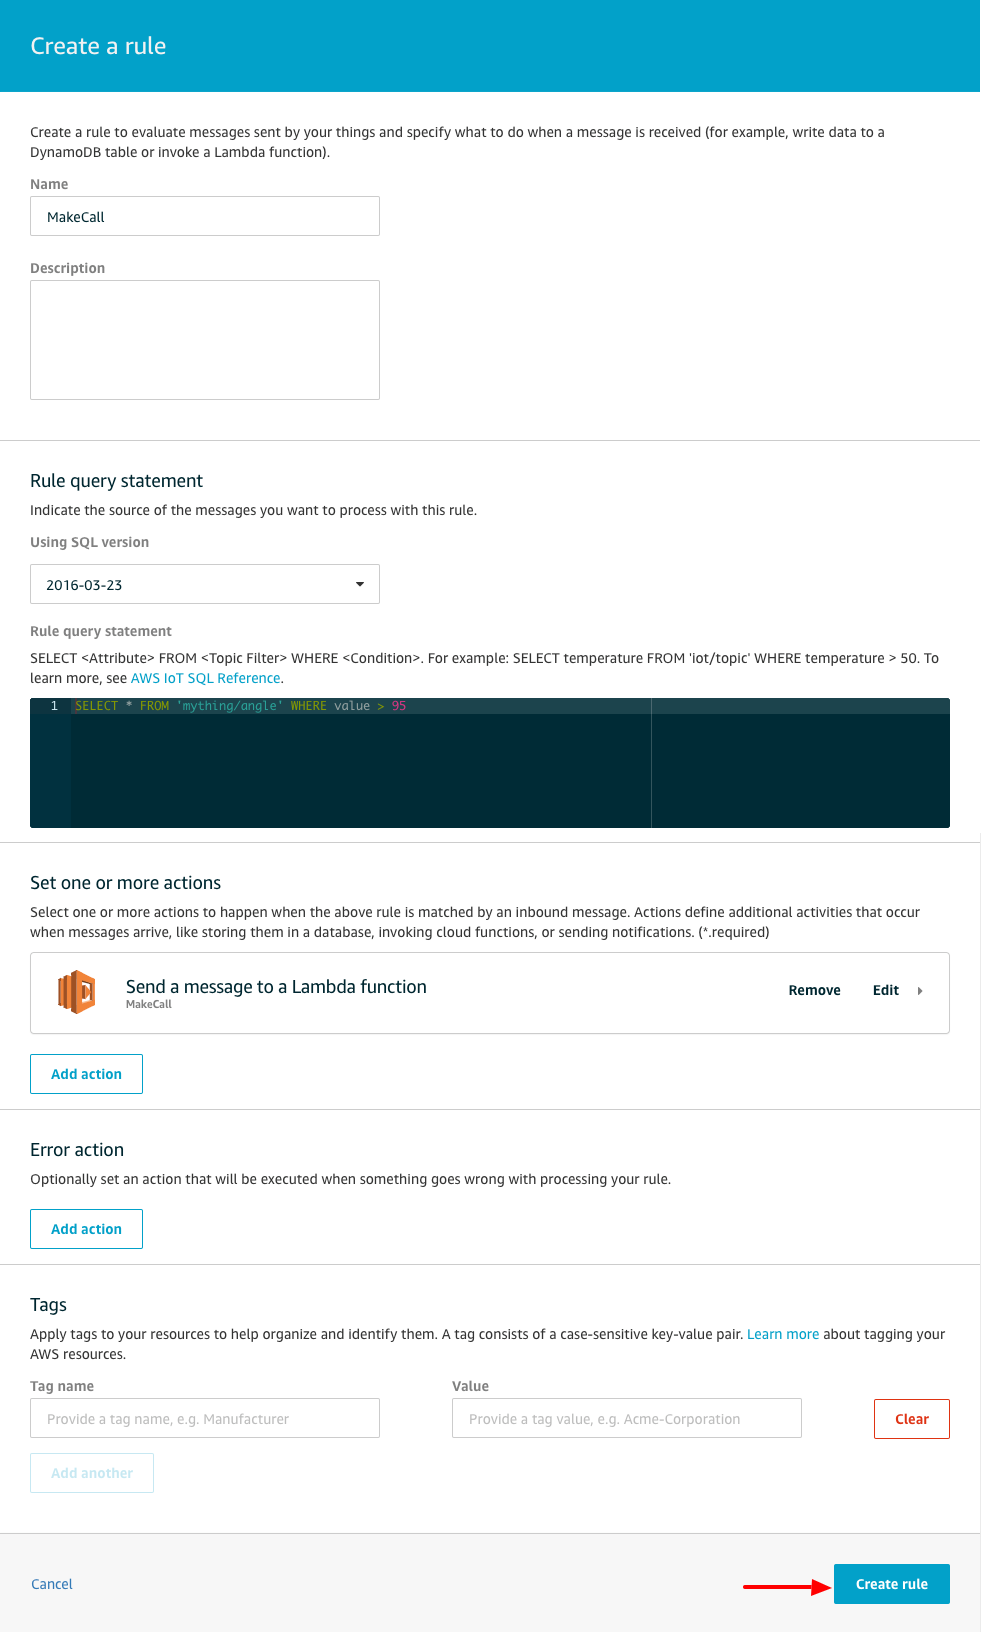 Create a rule
Create a rule to evaluate messages sent by your things and specify what to do when a message is received (for example, write data to a
DynamoDB table or invoke a Lambda function).
Name
MakeCall
Description
Rule query statement
Indicate the source of the messages you want to process with this rule.
Using SQL version
2016-03-23
Rule query statement
SELECT <Attribute> FROM <Topic Filter> WHERE <Condition>. For example: SELECT temperature FROM 'iot/topic' WHERE temperature > 50. To
learn more, see AWS IoT SQL Reference.
1 SELECT * FROM 'mything/angle' WHERE value > 95
Set one or more actions
Select one or more actions to happen when the above rule is matched by an inbound message. Actions define additional activities that occur
when messages arrive, like storing them in a database, invoking cloud functions, or sending notifications. (*.required)
Send a message to a Lambda function
MakeCall
Remove Edit
Add action
Error action
Optionally set an action that will be executed when something goes wrong with processing your rule.
Add action
Tags
Apply tags to your resources to help organize and identify them. A tag consists of a case-sensitive key-value pair. Learn more about tagging your
AWS resources.
Tag name Value
Provide a tag name, e.g. Manufacturer Provide a tag value, e.g. Acme-Corporation Clear
Add another
Cancel Create rule